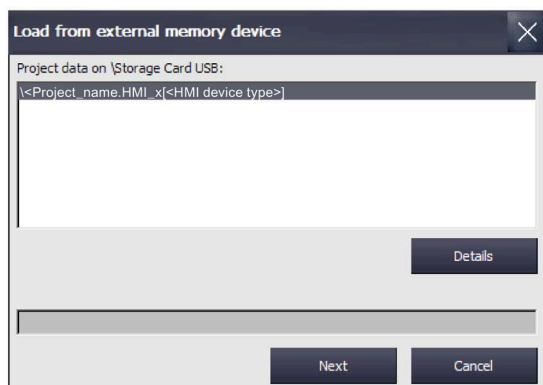 Load from external memory device
Project data on \Storage Card USB:
\<Project_name.HMI_x[<HMI device type>]
Details
Next
Cancel